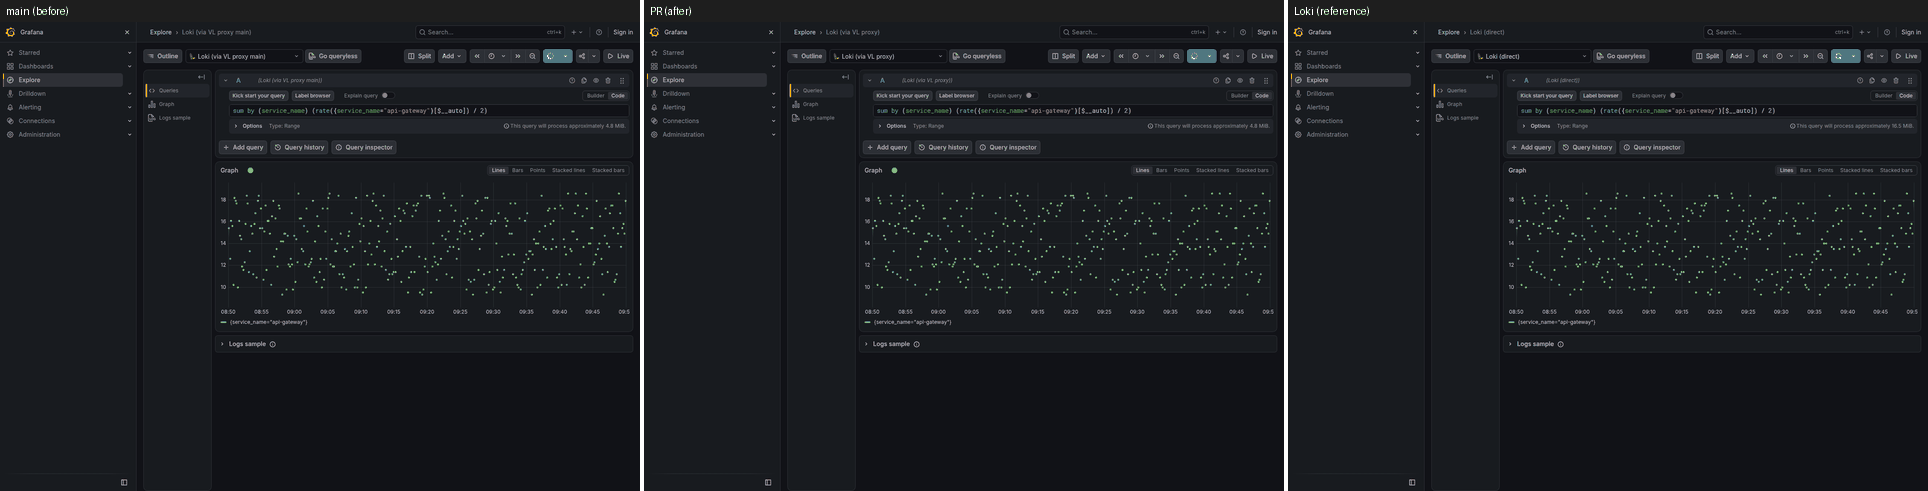 main (before)
Grafana
Starred
Dashboards
Explore
Drilldown
Alerting
Connections
Administration
Explore › Loki (via VL proxy main)
Search... ctrl+k
Sign in
Outline
Loki (via VL proxy main)
Go queryless
Split
Add
Live
Queries
Graph
Logs sample
A (Loki (via VL proxy main))
Kick start your query Label browser Explain query
Builder Code
sum by (service_name) (rate({service_name="api-gateway"}[$__auto]) / 2)
Options Type: Range
This query will process approximately 4.8 MiB.
+ Add query Query history Query inspector
Graph
Lines Bars Points Stacked lines Stacked bars
18
16
14
12
10
08:50 08:55 09:00 09:05 09:10 09:15 09:20 09:25 09:30 09:35 09:40 09:45 09:5
{service_name="api-gateway"}
Logs sample
PR (after)
Grafana
Starred
Dashboards
Explore
Drilldown
Alerting
Connections
Administration
Explore › Loki (via VL proxy)
Search... ctrl+k
Sign in
Outline
Loki (via VL proxy)
Go queryless
Split
Add
Live
Queries
Graph
Logs sample
A (Loki (via VL proxy))
Kick start your query Label browser Explain query
Builder Code
sum by (service_name) (rate({service_name="api-gateway"}[$__auto]) / 2)
Options Type: Range
This query will process approximately 4.8 MiB.
+ Add query Query history Query inspector
Graph
Lines Bars Points Stacked lines Stacked bars
18
16
14
12
10
08:50 08:55 09:00 09:05 09:10 09:15 09:20 09:25 09:30 09:35 09:40 09:45 09:5
{service_name="api-gateway"}
Logs sample
Loki (reference)
Grafana
Starred
Dashboards
Explore
Drilldown
Alerting
Connections
Administration
Explore › Loki (direct)
Search... ctrl+k
Sign in
Outline
Loki (direct)
Go queryless
Split
Add
Live
Queries
Graph
Logs sample
A (Loki (direct))
Kick start your query Label browser Explain query
Builder Code
sum by (service_name) (rate({service_name="api-gateway"}[$__auto]) / 2)
Options Type: Range
This query will process approximately 16.5 MiB.
+ Add query Query history Query inspector
Graph
Lines Bars Points Stacked lines Stacked bars
18
16
14
12
10
08:50 08:55 09:00 09:05 09:10 09:15 09:20 09:25 09:30 09:35 09:40 09:45 09:5
{service_name="api-gateway"}
Logs sample